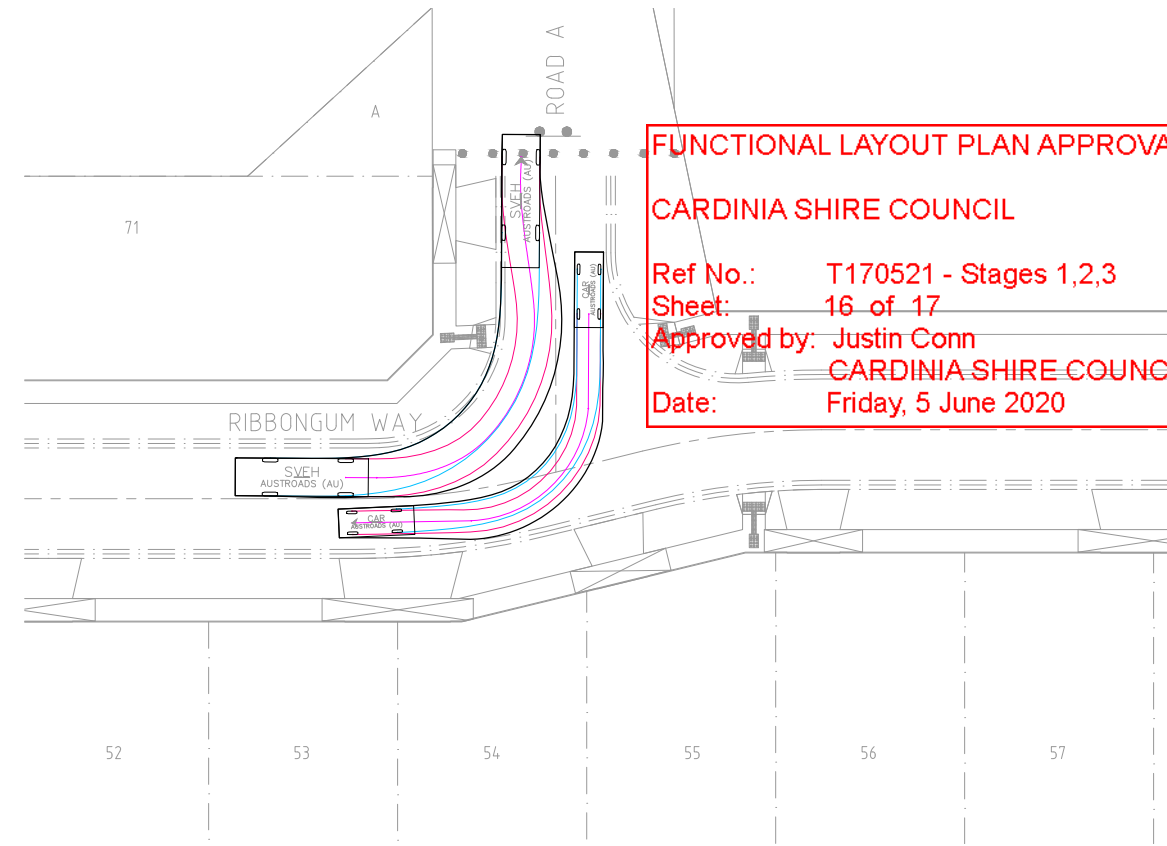 ROAD A
A
FUNCTIONAL LAYOUT PLAN APPROVA
71
SVEH
AUSTROADS (AU)
CARDINIA SHIRE COUNCIL
CAR
AUSTROADS (AU)
Ref No.: T170521 - Stages 1,2,3
Sheet: 16 of 17
Approved by: Justin Conn
CARDINIA SHIRE COUNC
Date: Friday, 5 June 2020
RIBBONGUM WAY
SVEH
AUSTROADS (AU)
CAR
AUSTROADS (AU)
52
53
54
55
56
57